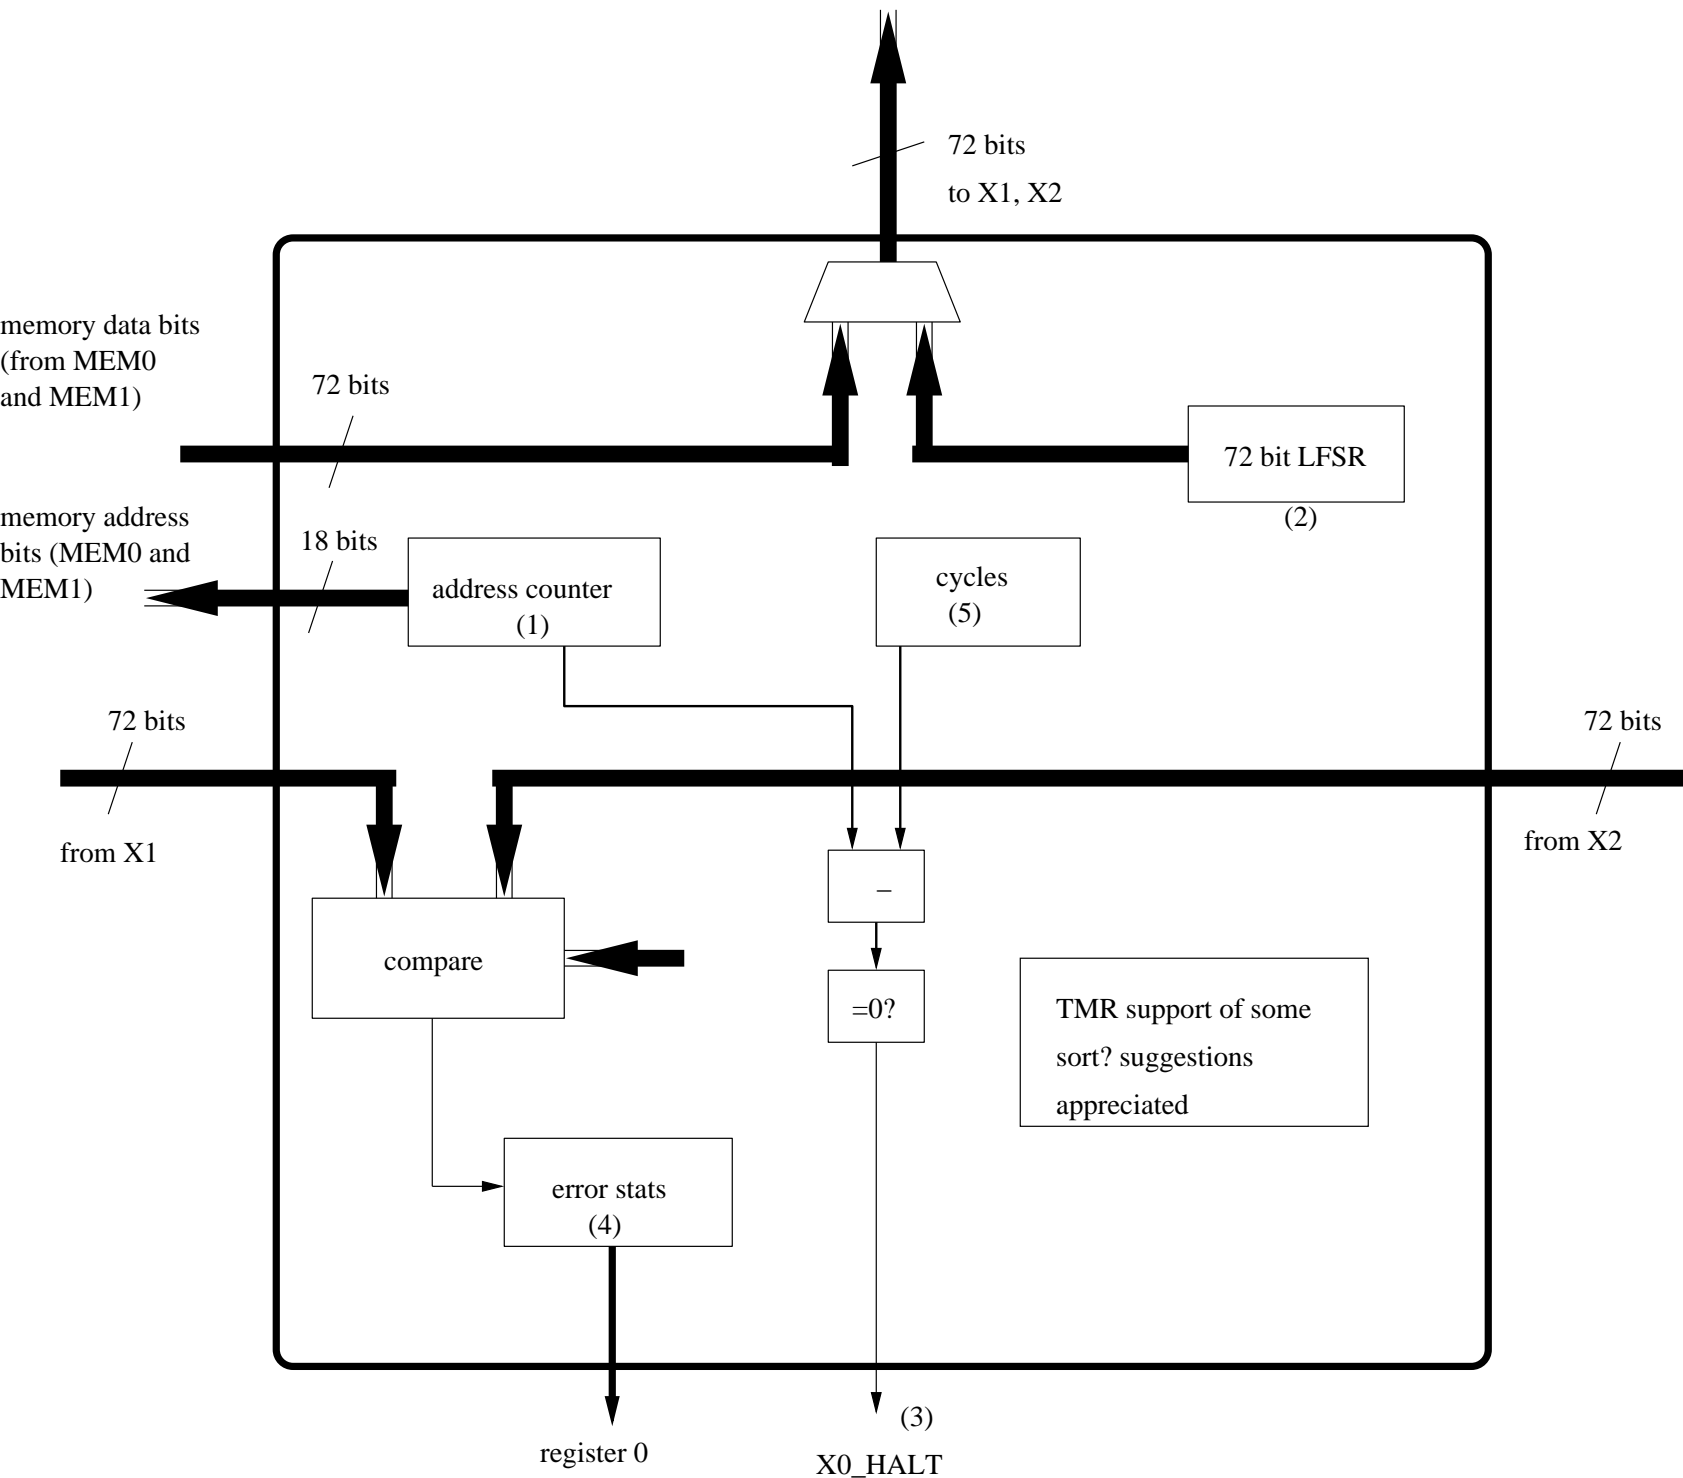 72 bits
to X1, X2
memory data bits
(from MEM0
and MEM1)
72 bits
72 bit LFSR
(2)
memory address
bits (MEM0 and
MEM1)
18 bits
address counter
(1)
cycles
(5)
72 bits
from X1
72 bits
from X2
–
compare
=0?
TMR support of some
sort? suggestions
appreciated
error stats
(4)
register 0
(3)
X0_HALT